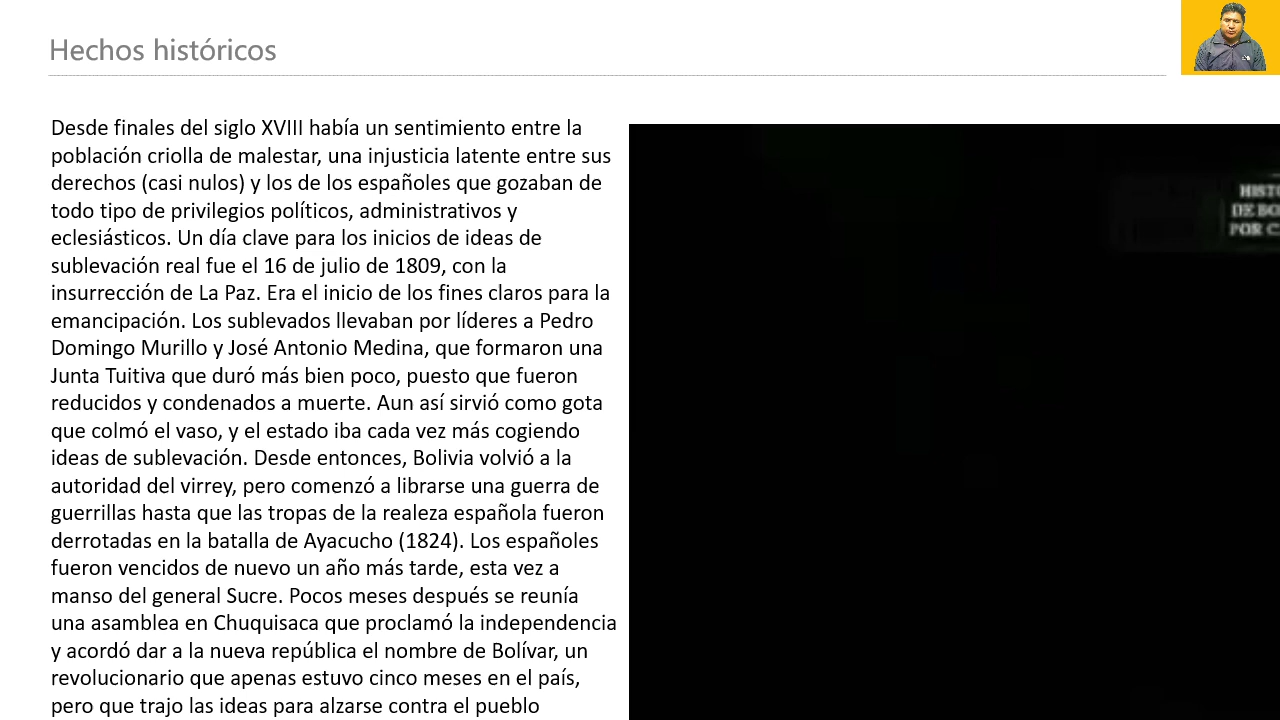 Hechos históricos
Desde finales del siglo XVIII había un sentimiento entre la
población criolla de malestar, una injusticia latente entre sus
derechos (casi nulos) y los de los españoles que gozaban de
todo tipo de privilegios políticos, administrativos y
eclesiásticos. Un día clave para los inicios de ideas de
sublevación real fue el 16 de julio de 1809, con la
insurrección de La Paz. Era el inicio de los fines claros para la
emancipación. Los sublevados llevaban por líderes a Pedro
Domingo Murillo y José Antonio Medina, que formaron una
Junta Tuitiva que duró más bien poco, puesto que fueron
reducidos y condenados a muerte. Aun así sirvió como gota
que colmó el vaso, y el estado iba cada vez más cogiendo
ideas de sublevación. Desde entonces, Bolivia volvió a la
autoridad del virrey, pero comenzó a librarse una guerra de
guerrillas hasta que las tropas de la realeza española fueron
derrotadas en la batalla de Ayacucho (1824). Los españoles
fueron vencidos de nuevo un año más tarde, esta vez a
manso del general Sucre. Pocos meses después se reunía
una asamblea en Chuquisaca que proclamó la independencia
y acordó dar a la nueva república el nombre de Bolívar, un
revolucionario que apenas estuvo cinco meses en el país,
pero que trajo las ideas para alzarse contra el pueblo
HIST
DE BO
POR C